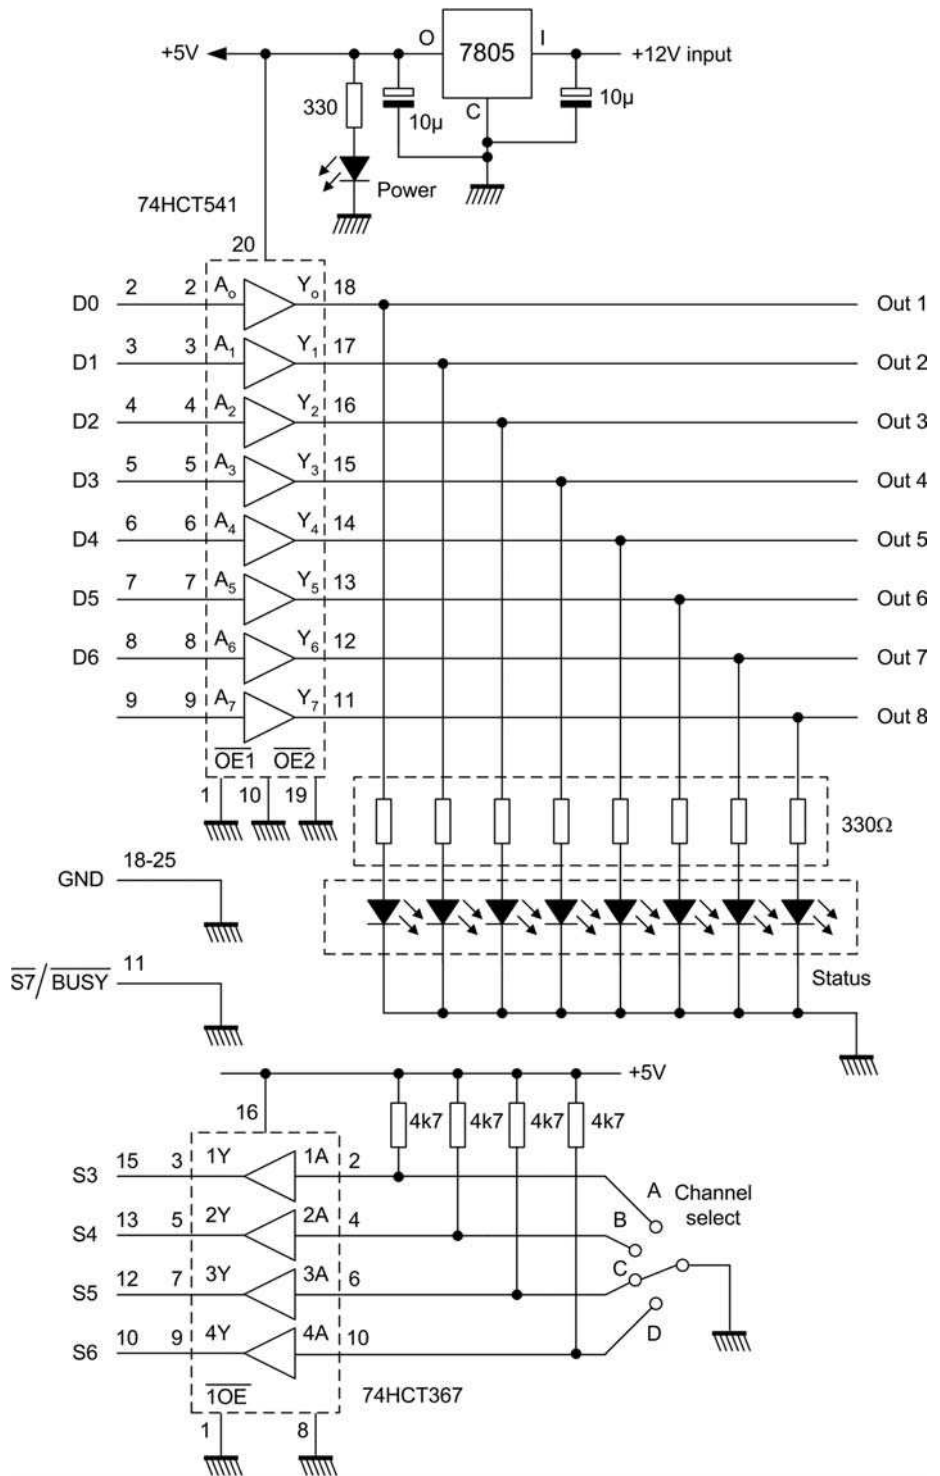 +5V O 7805 I +12V input
330 10µ C 10µ
Power
74HCT541
20
D0 2 2 A0 Y0 18 Out 1
D1 3 3 A1 Y1 17 Out 2
D2 4 4 A2 Y2 16 Out 3
D3 5 5 A3 Y3 15 Out 4
D4 6 6 A4 Y4 14 Out 5
D5 7 7 A5 Y5 13 Out 6
D6 8 8 A6 Y6 12 Out 7
9 9 A7 Y7 11 Out 8
OE1 OE2
1 10 19
330Ω
GND 18-25
S7/BUSY 11
Status
+5V
16 4k7 4k7 4k7 4k7
S3 15 3 1Y 1A 2 A Channel
select
S4 13 5 2Y 2A 4 B
S5 12 7 3Y 3A 6 C
S6 10 9 4Y 4A 10 D
1OE 74HCT367
1 8